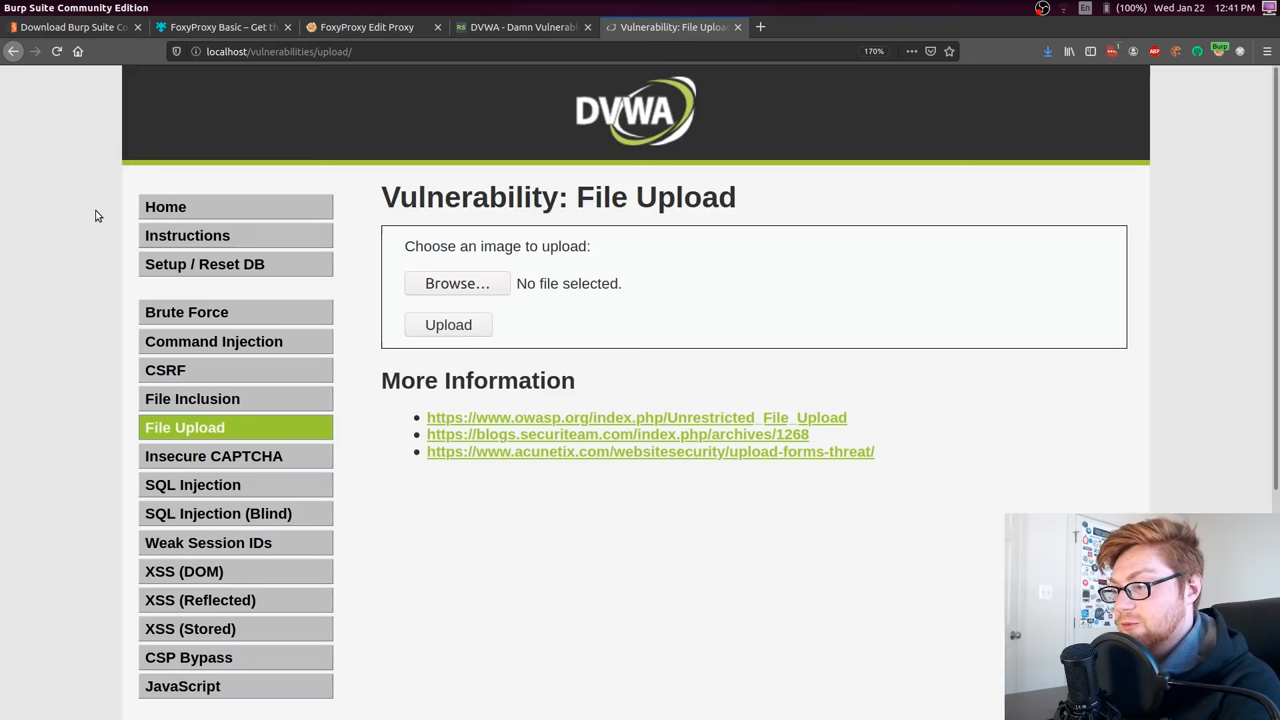 Burp Suite Community Edition
En
(100%) Wed Jan 22 12:41 PM
Download Burp Suite Co
FoxyProxy Basic – Get th
FoxyProxy Edit Proxy
DVWA - Damn Vulnerabl
Vulnerability: File Upload
localhost/vulnerabilities/upload/
170%
ABP
Burp
DVWA
Home
Instructions
Setup / Reset DB
Brute Force
Command Injection
CSRF
File Inclusion
File Upload
Insecure CAPTCHA
SQL Injection
SQL Injection (Blind)
Weak Session IDs
XSS (DOM)
XSS (Reflected)
XSS (Stored)
CSP Bypass
JavaScript
Vulnerability: File Upload
Choose an image to upload:
Browse… No file selected.
Upload
More Information
https://www.owasp.org/index.php/Unrestricted_File_Upload
https://blogs.securiteam.com/index.php/archives/1268
https://www.acunetix.com/websitesecurity/upload-forms-threat/